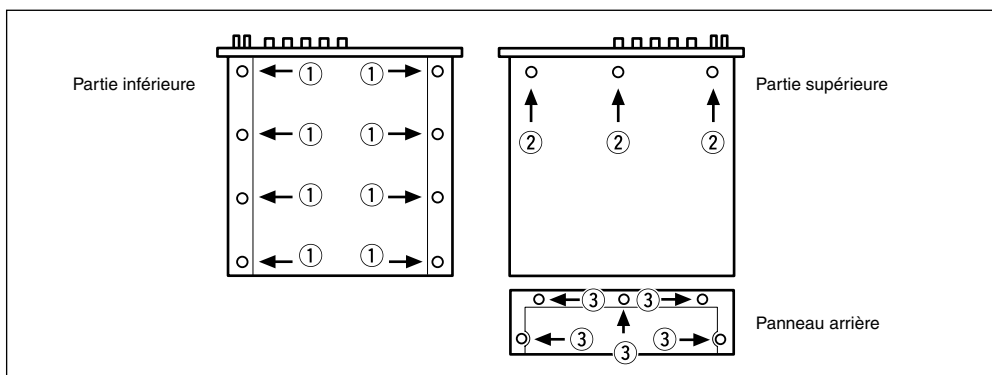 Partie inférieure
① ①
① ①
① ①
① ①
Partie supérieure
② ② ②
Panneau arrière
③ ③
③ ③ ③